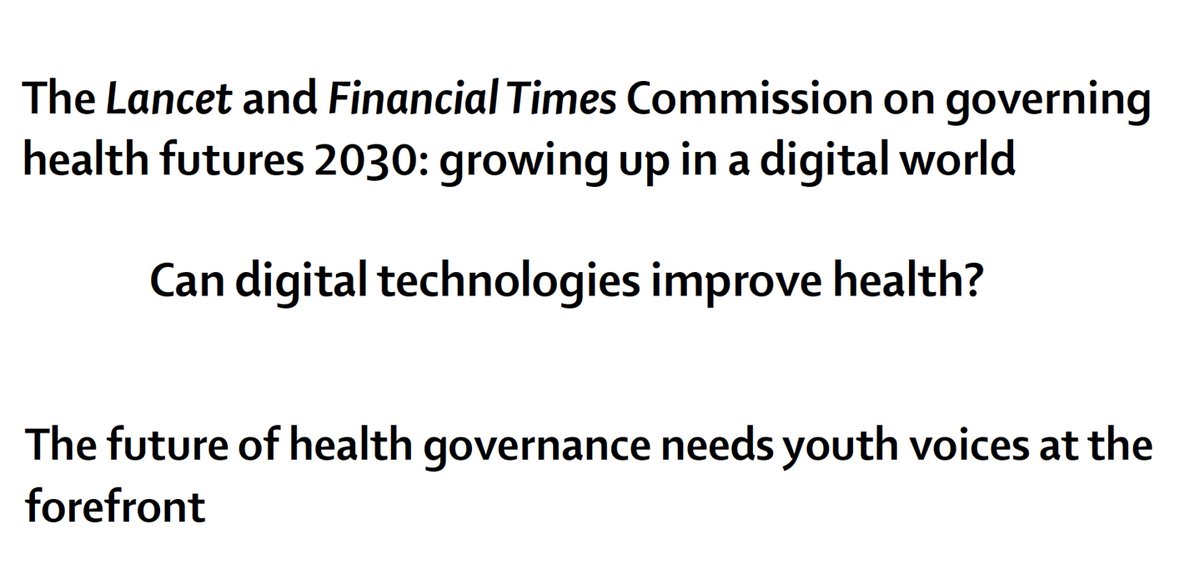 The Lancet and Financial Times Commission on governing
health futures 2030: growing up in a digital world
Can digital technologies improve health?
The future of health governance needs youth voices at the
forefront